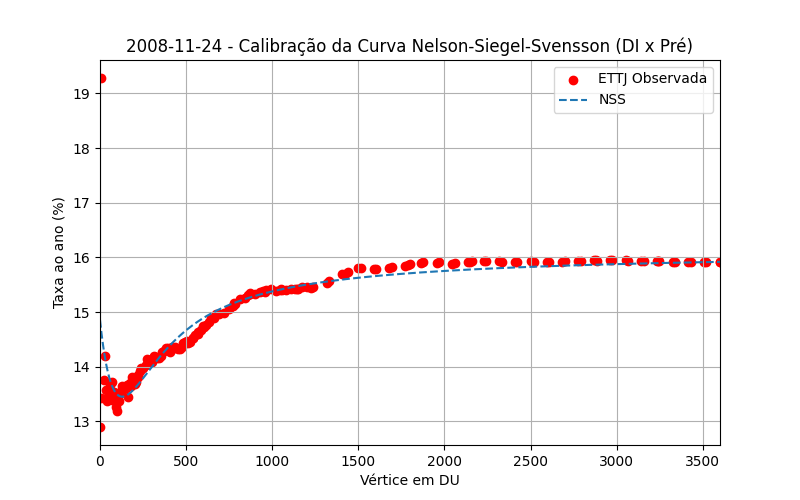 2008-11-24 - Calibração da Curva Nelson-Siegel-Svensson (DI x Pré)
ETTJ Observada
NSS
Taxa ao ano (%)
19
18
17
16
15
14
13
0 500 1000 1500 2000 2500 3000 3500
Vértice em DU